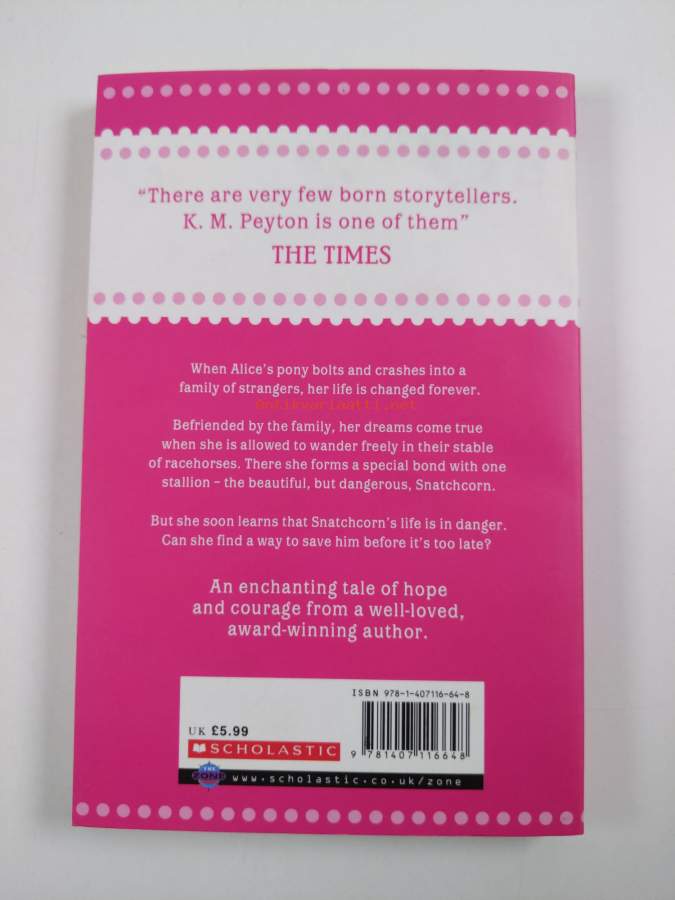 “There are very few born storytellers.
K. M. Peyton is one of them”
THE TIMES
When Alice’s pony bolts and crashes into a
family of strangers, her life is changed forever.
antikvariaatti.net
Befriended by the family, her dreams come true
when she is allowed to wander freely in their stable
of racehorses. There she forms a special bond with one
stallion – the beautiful, but dangerous, Snatchcorn.
But she soon learns that Snatchcorn’s life is in danger.
Can she find a way to save him before it’s too late?
An enchanting tale of hope
and courage from a well-loved,
award-winning author.
ISBN 978-1-407116-64-8
UK £5.99
SCHOLASTIC
9 781407 116648
THE
ZONE
www.scholastic.co.uk/zone